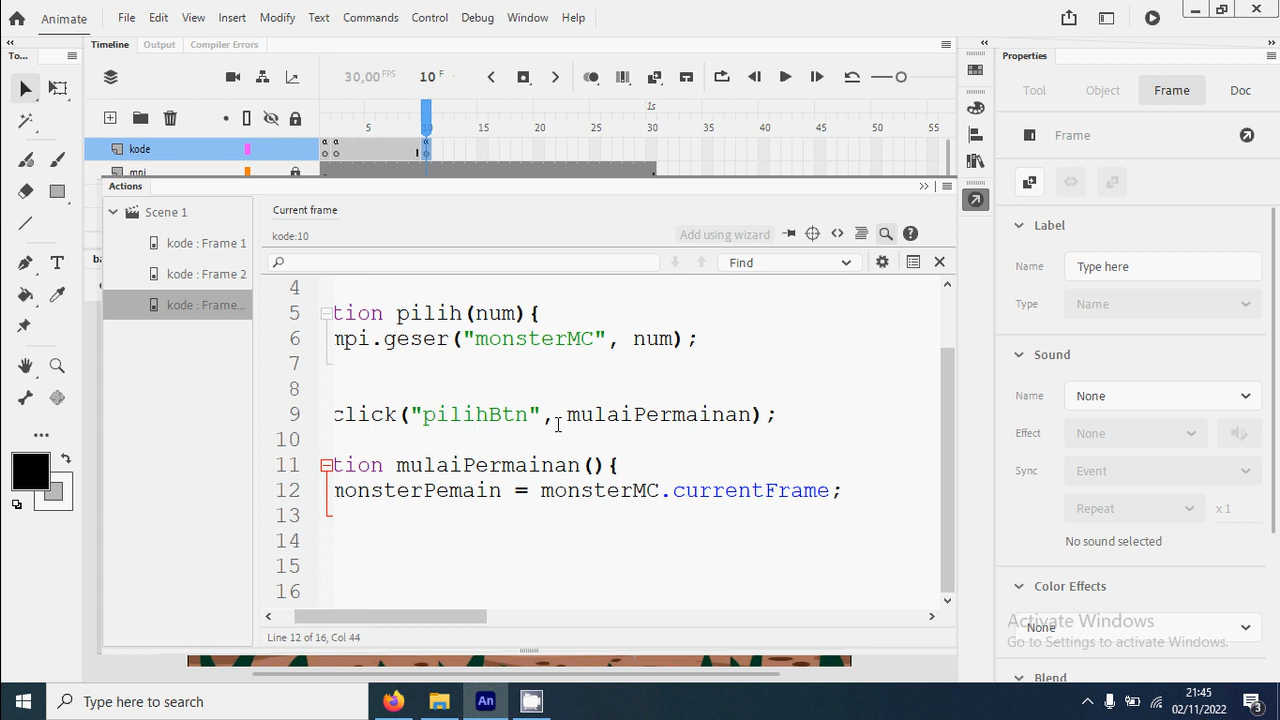 Animate
File Edit View Insert Modify Text Commands Control Debug Window Help
To...
Timeline Output Compiler Errors
Properties
30,00 FPS 10 F
Tool Object Frame Doc
1s
5 10 15 20 25 30 35 40 45 50 55
kode
mpi
Frame
Actions
Scene 1
kode : Frame 1
kode : Frame 2
kode : Frame...
Current frame
kode:10
Add using wizard
Find
4
5 tion pilih(num){
6 mpi.geser("monsterMC", num);
7
8
9 click("pilihBtn", mulaiPermainan);
10
11 tion mulaiPermainan(){
12 monsterPemain = monsterMC.currentFrame;
13
14
15
16
Line 12 of 16, Col 44
ba
Label
Name Type here
Type Name
Sound
Name None
Effect None
Sync Event
Repeat x 1
No sound selected
Color Effects
None
Blend
Activate Windows
Go to Settings to activate Windows.
Type here to search
An
21:45
02/11/2022
3